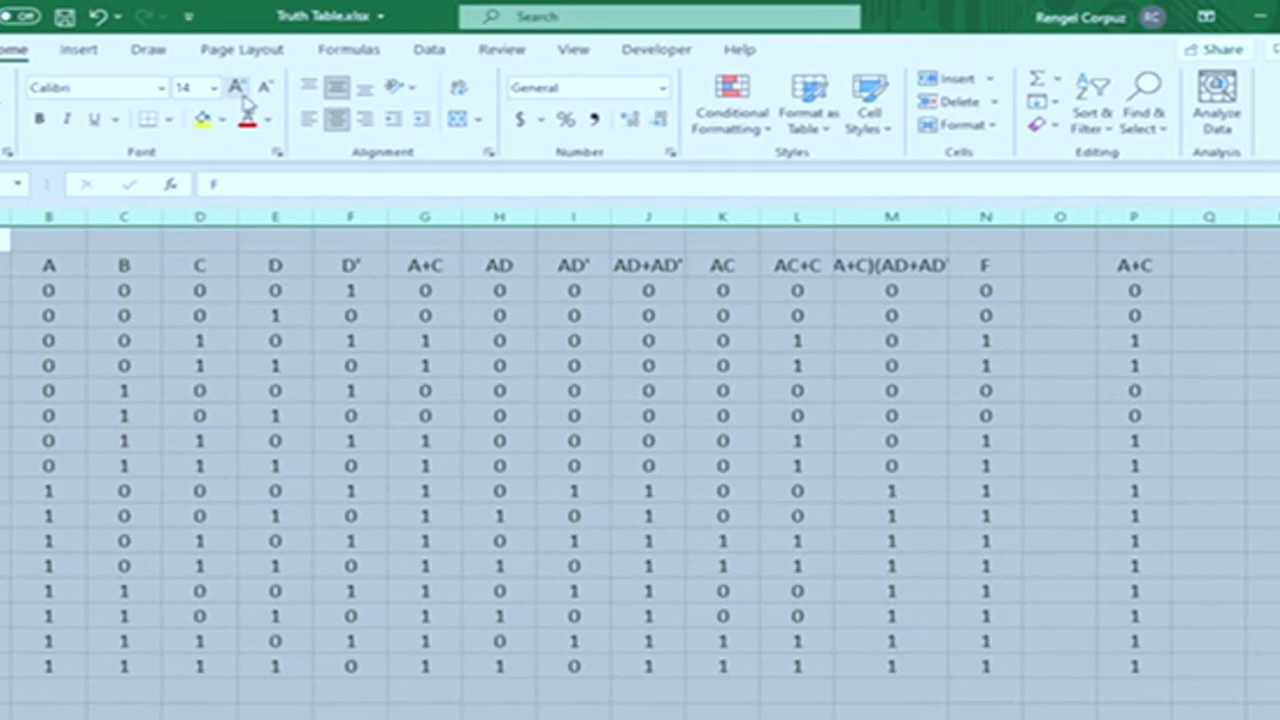 Off Truth Table.xlsx Search Rengel Corpuz RC
Insert Draw Page Layout Formulas Data Review View Developer Help Share
Calibri 14 A A General Conditional Formatting Format as Table Cell Styles Insert Delete Format Sort & Filter Find & Select Analyze Data
B I U $ % ,
Font Alignment Number Styles Cells Editing Analysis
fx F
B C D E F G H I J K L M N O P Q
A B C D D' A+C AD AD' AD+AD' AC AC+C A+C)(AD+AD' F A+C
0 0 0 0 1 0 0 0 0 0 0 0 0 0
0 0 0 1 0 0 0 0 0 0 0 0 0 0
0 0 1 0 1 1 0 0 0 0 1 0 1 1
0 0 1 1 0 1 0 0 0 0 1 0 1 1
0 1 0 0 1 0 0 0 0 0 0 0 0 0
0 1 0 1 0 0 0 0 0 0 0 0 0 0
0 1 1 0 1 1 0 0 0 0 1 0 1 1
0 1 1 1 0 1 0 0 0 0 1 0 1 1
1 0 0 0 1 1 0 1 1 0 0 1 1 1
1 0 0 1 0 1 1 0 1 0 0 1 1 1
1 0 1 0 1 1 0 1 1 1 1 1 1 1
1 0 1 1 0 1 1 0 1 1 1 1 1 1
1 1 0 0 1 1 0 1 1 0 0 1 1 1
1 1 0 1 0 1 1 0 1 0 0 1 1 1
1 1 1 0 1 1 0 1 1 1 1 1 1 1
1 1 1 1 0 1 1 0 1 1 1 1 1 1